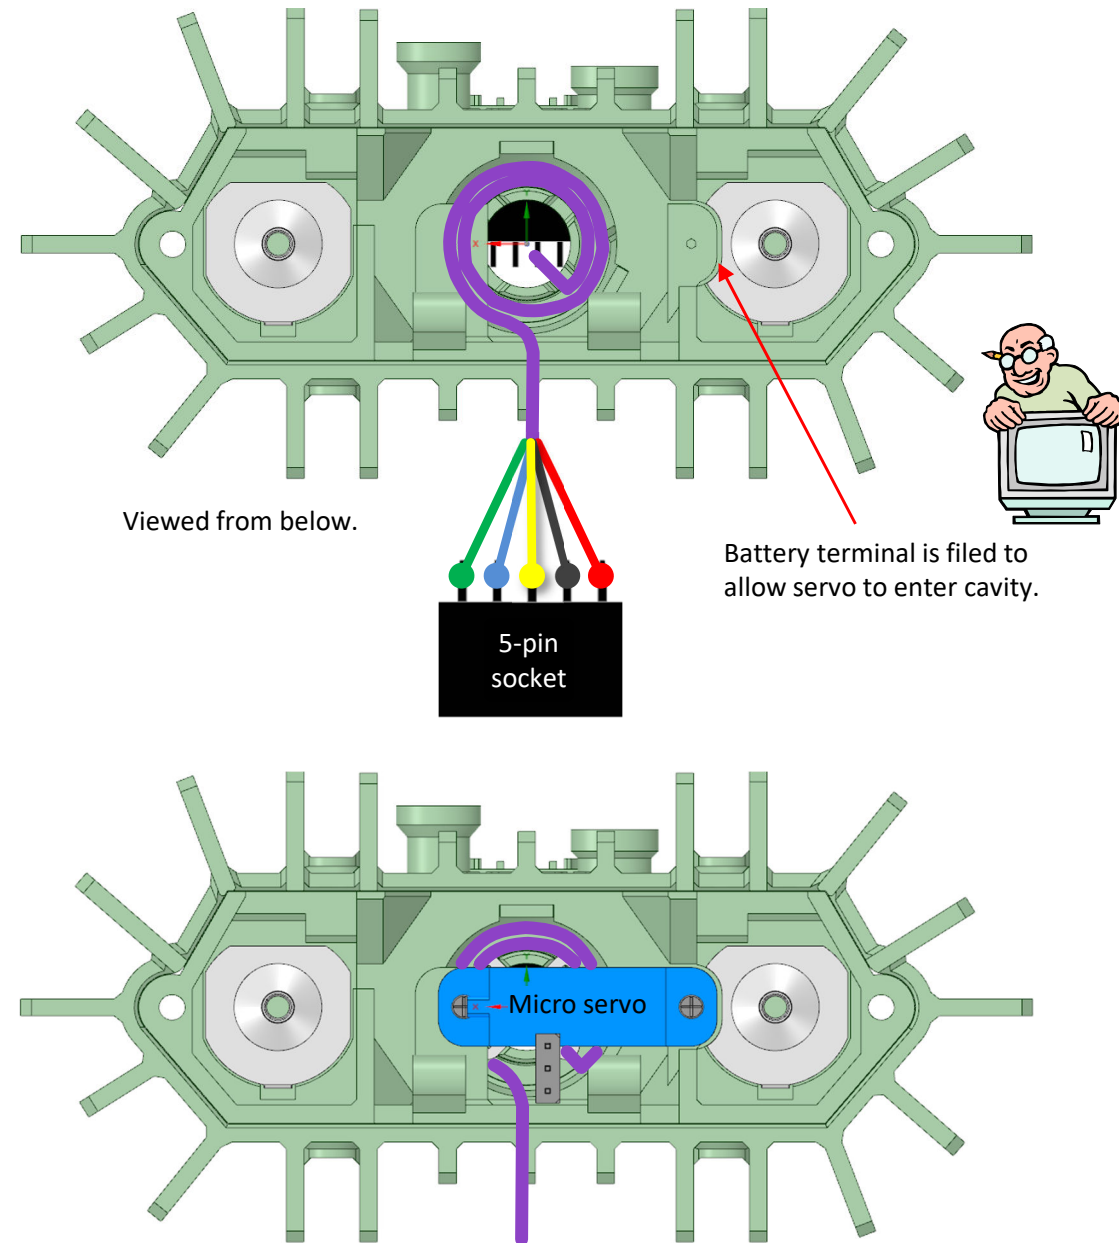 Y
X
Viewed from below.
Battery terminal is filed to
allow servo to enter cavity.
5-pin
socket
Y
X
Micro servo